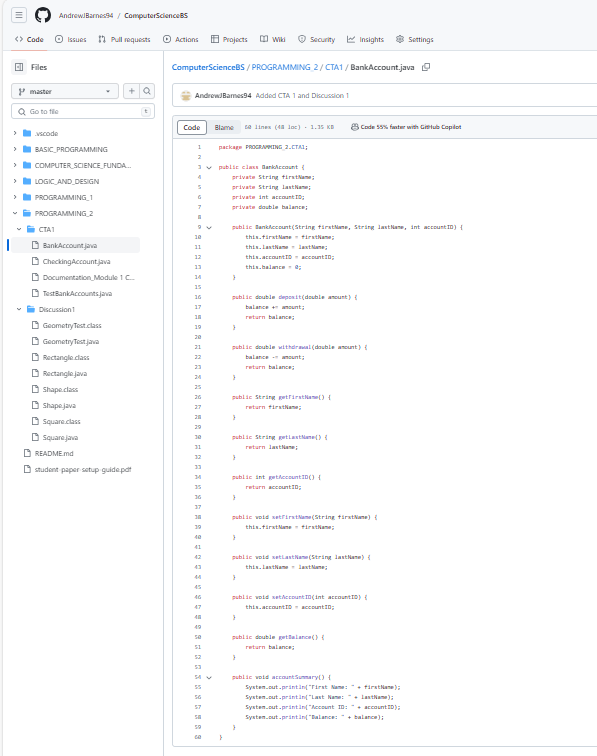 AndrewJBarnes94 / ComputerScienceBS
Code Issues Pull requests Actions Projects Wiki Security Insights Settings
Files
master
Go to file t
.vscode
BASIC_PROGRAMMING
COMPUTER_SCIENCE_FUNDA...
LOGIC_AND_DESIGN
PROGRAMMING_1
PROGRAMMING_2
CTA1
BankAccount.java
CheckingAccount.java
Documentation_Module 1 C...
TestBankAccounts.java
Discussion1
GeometryTest.class
GeometryTest.java
Rectangle.class
Rectangle.java
Shape.class
Shape.java
Square.class
Square.java
README.md
student-paper-setup-guide.pdf
ComputerScienceBS / PROGRAMMING_2 / CTA1 / BankAccount.java
AndrewJBarnes94 Added CTA 1 and Discussion 1
Code Blame 60 lines (48 loc) · 1.35 KB Code 55% faster with GitHub Copilot
1 package PROGRAMMING_2.CTA1;
2
3 public class BankAccount {
4 private String firstName;
5 private String lastName;
6 private int accountID;
7 private double balance;
8
9 public BankAccount(String firstName, String lastName, int accountID) {
10 this.firstName = firstName;
11 this.lastName = lastName;
12 this.accountID = accountID;
13 this.balance = 0;
14 }
15
16 public double deposit(double amount) {
17 balance += amount;
18 return balance;
19 }
20
21 public double withdrawal(double amount) {
22 balance -= amount;
23 return balance;
24 }
25
26 public String getFirstName() {
27 return firstName;
28 }
29
30 public String getLastName() {
31 return lastName;
32 }
33
34 public int getAccountID() {
35 return accountID;
36 }
37
38 public void setFirstName(String firstName) {
39 this.firstName = firstName;
40 }
41
42 public void setLastName(String lastName) {
43 this.lastName = lastName;
44 }
45
46 public void setAccountID(int accountID) {
47 this.accountID = accountID;
48 }
49
50 public double getBalance() {
51 return balance;
52 }
53
54 public void accountSummary() {
55 System.out.println("First Name: " + firstName);
56 System.out.println("Last Name: " + lastName);
57 System.out.println("Account ID: " + accountID);
58 System.out.println("Balance: " + balance);
59 }
60 }